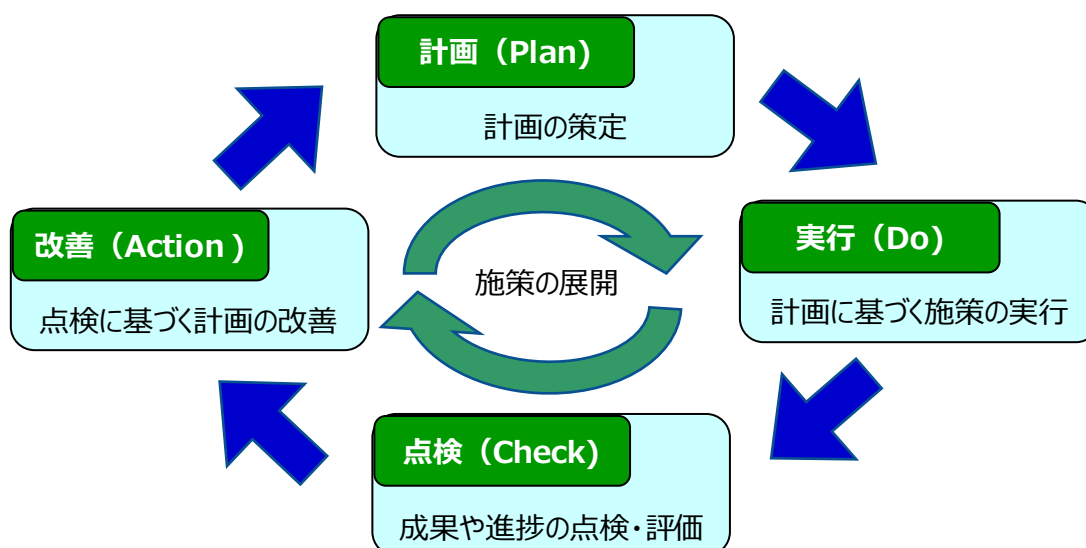 計画（Plan)
計画の策定
実行（Do）
計画に基づく施策の実行
施策の展開
改善（Action )
点検に基づく計画の改善
点検（Check)
成果や進捗の点検・評価